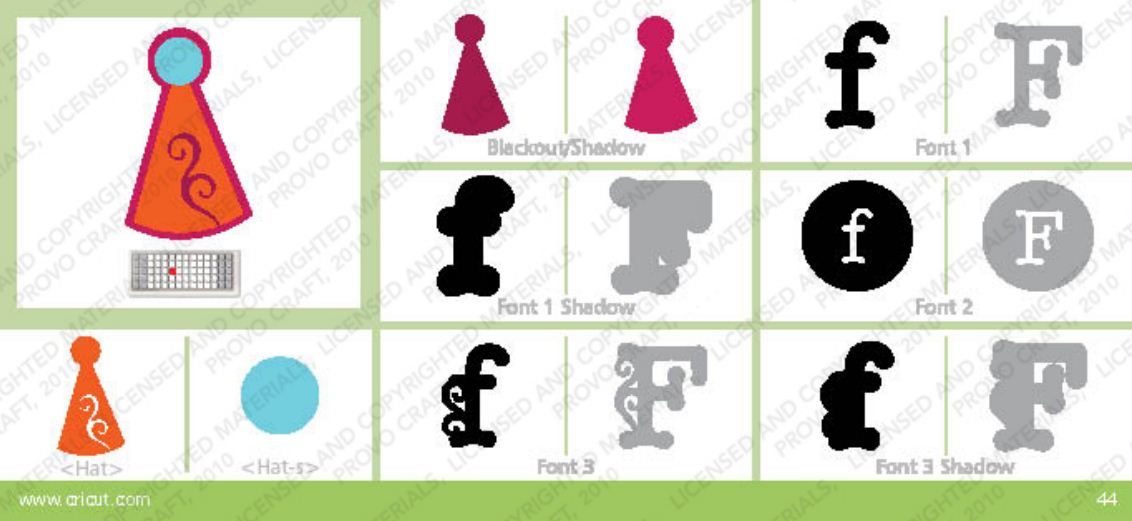 Blackout/Shadow
f F
Font 1
Font 1 Shadow
f F
Font 2
<Hat>
<Hat-s>
f F
Font 3
f F
Font 3 Shadow
www.cricut.com
44
LICENSED AND COPYRIGHTED MATERIALS,
PROVO CRAFT, 2010